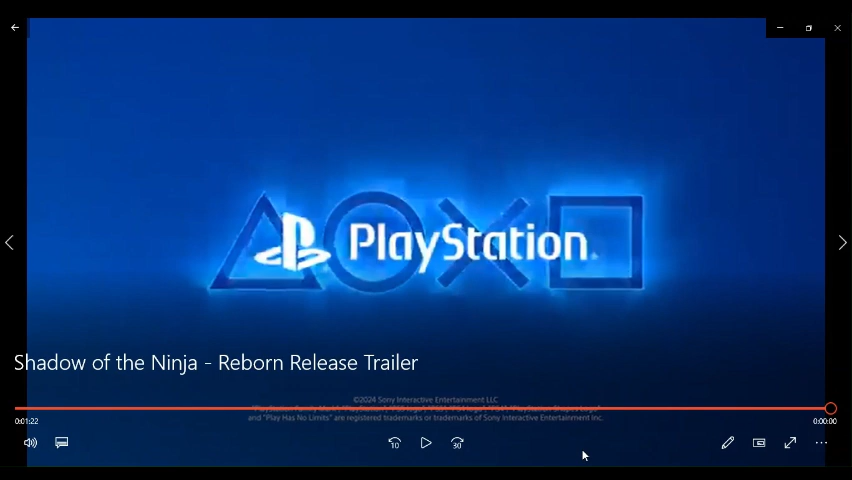 PlayStation
Shadow of the Ninja - Reborn Release Trailer
©2024 Sony Interactive Entertainment LLC
and "Play Has No Limits" are registered trademarks or trademarks of Sony Interactive Entertainment Inc.
0:01:22
0:00:00
10
30